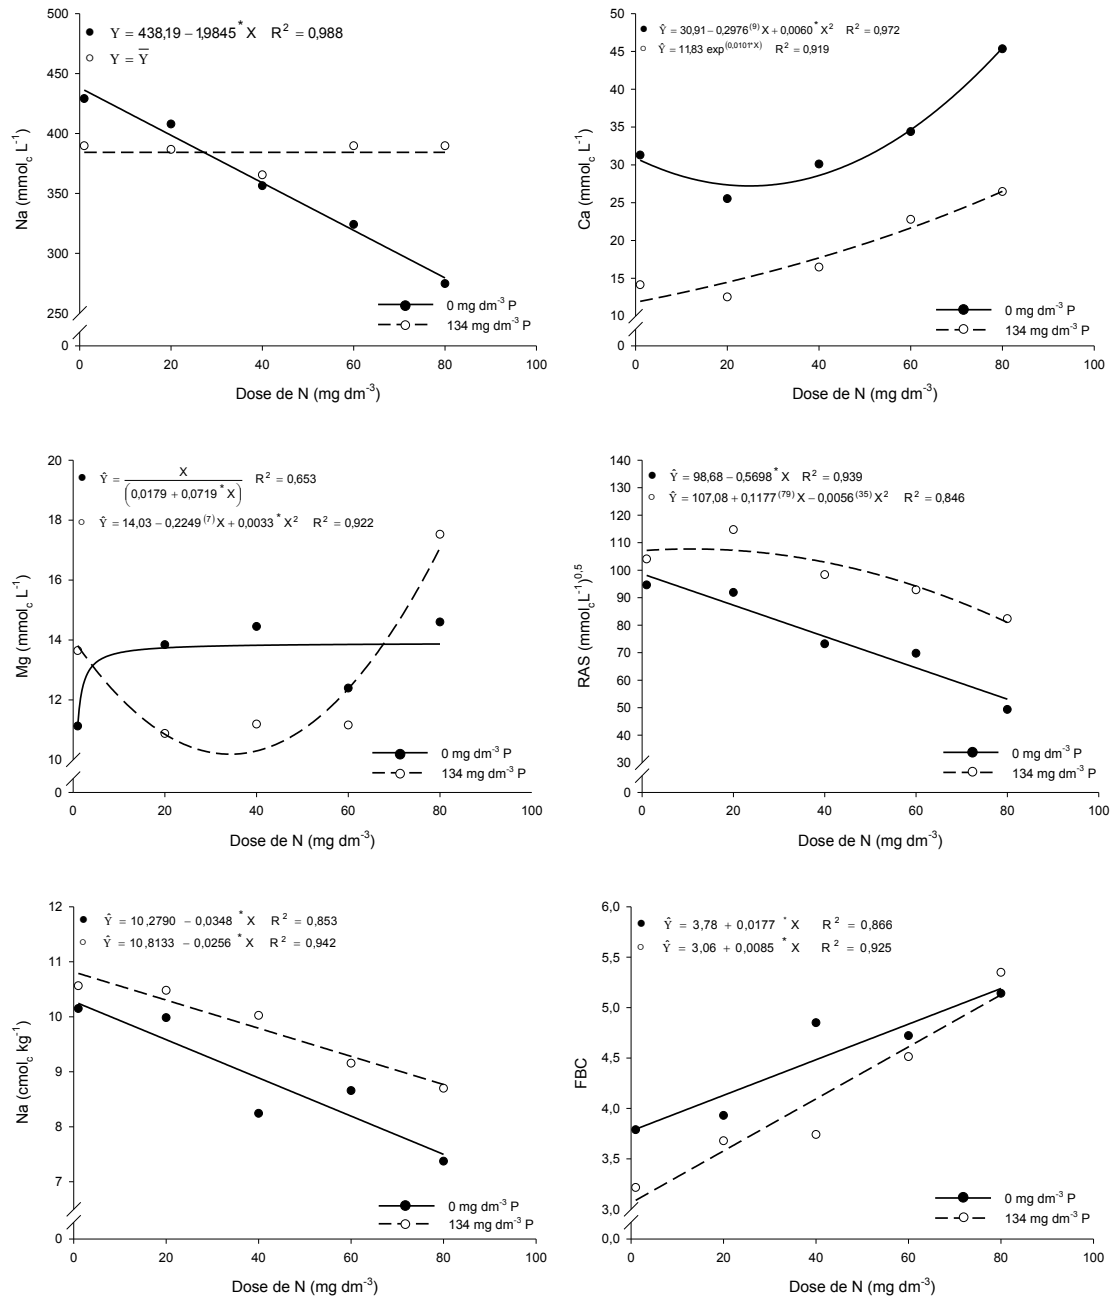 Y = 438,19 – 1,9845 * X R² = 0,988
Y = Y̅
500
450
400
350
300
250
0
Na (mmol_c L⁻¹)
0 mg dm⁻³ P
134 mg dm⁻³ P
0 20 40 60 80 100
Dose de N (mg dm⁻³)
Ŷ = 30,91 – 0,2976⁽⁹⁾ X + 0,0060 * X² R² = 0,972
Ŷ = 11,83 exp^(0,0101*X) R² = 0,919
50
45
40
35
30
25
20
15
10
0
Ca (mmol_c L⁻¹)
0 mg dm⁻³ P
134 mg dm⁻³ P
0 20 40 60 80 100
Dose de N (mg dm⁻³)
Ŷ = X / (0,0179 + 0,0719 * X) R² = 0,653
Ŷ = 14,03 – 0,2249⁽⁷⁾ X + 0,0033 * X² R² = 0,922
20
18
16
14
12
10
0
Mg (mmol_c L⁻¹)
0 mg dm⁻³ P
134 mg dm⁻³ P
0 20 40 60 80 100
Dose de N (mg dm⁻³)
Ŷ = 98,68 – 0,5698 * X R² = 0,939
Ŷ = 107,08 + 0,1177⁽⁷⁹⁾ X – 0,0056⁽³⁵⁾ X² R² = 0,846
140
130
120
110
100
90
80
70
60
50
40
30
0
RAS (mmol_c L⁻¹)⁰·⁵
0 mg dm⁻³ P
134 mg dm⁻³ P
0 20 40 60 80 100
Dose de N (mg dm⁻³)
Ŷ = 10,2790 – 0,0348 * X R² = 0,853
Ŷ = 10,8133 – 0,0256 * X R² = 0,942
12
11
10
9
8
7
0
Na (cmol_c kg⁻¹)
0 mg dm⁻³ P
134 mg dm⁻³ P
0 20 40 60 80 100
Dose de N (mg dm⁻³)
Ŷ = 3,78 + 0,0177 * X R² = 0,866
Ŷ = 3,06 + 0,0085 * X R² = 0,925
6,0
5,5
5,0
4,5
4,0
3,5
3,0
0,0
FBC
0 mg dm⁻³ P
134 mg dm⁻³ P
0 20 40 60 80 100
Dose de N (mg dm⁻³)